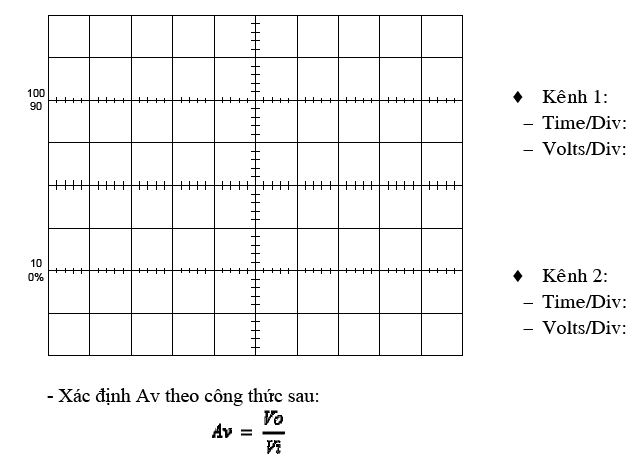 100
90
10
0%
♦ Kênh 1:
– Time/Div:
– Volts/Div:
♦ Kênh 2:
– Time/Div:
– Volts/Div:
- Xác định Av theo công thức sau:
Av = Vo/Vi